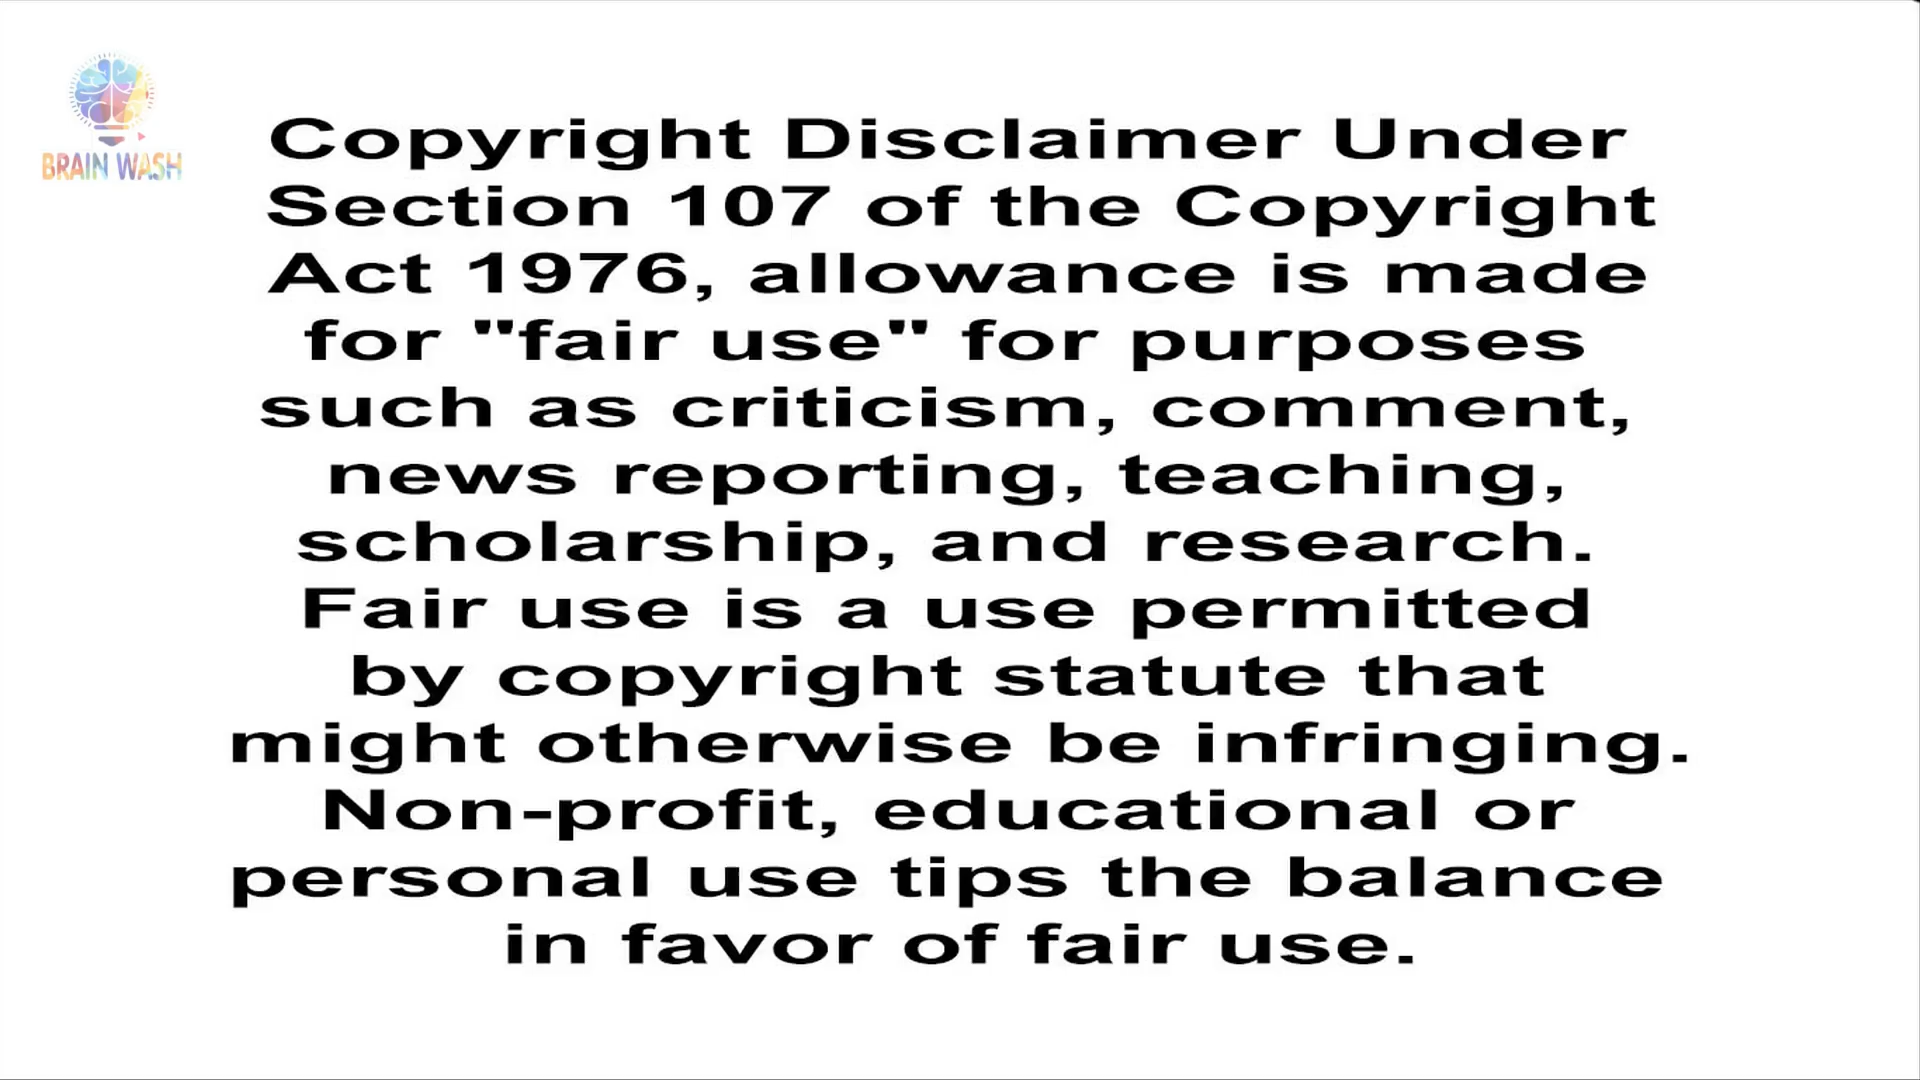 BRAIN WASH
Copyright Disclaimer Under
Section 107 of the Copyright
Act 1976, allowance is made
for "fair use" for purposes
such as criticism, comment,
news reporting, teaching,
scholarship, and research.
Fair use is a use permitted
by copyright statute that
might otherwise be infringing.
Non-profit, educational or
personal use tips the balance
in favor of fair use.